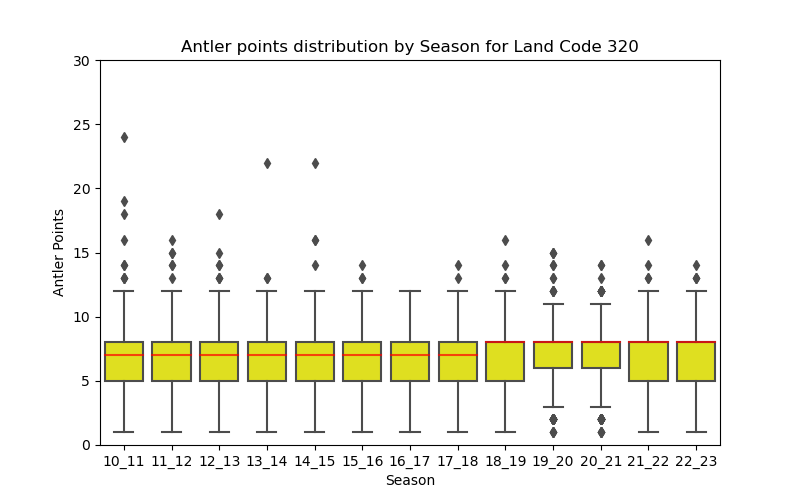 Antler points distribution by Season for Land Code 320
30
25
20
15
10
5
0
Antler Points
10_11 11_12 12_13 13_14 14_15 15_16 16_17 17_18 18_19 19_20 20_21 21_22 22_23
Season